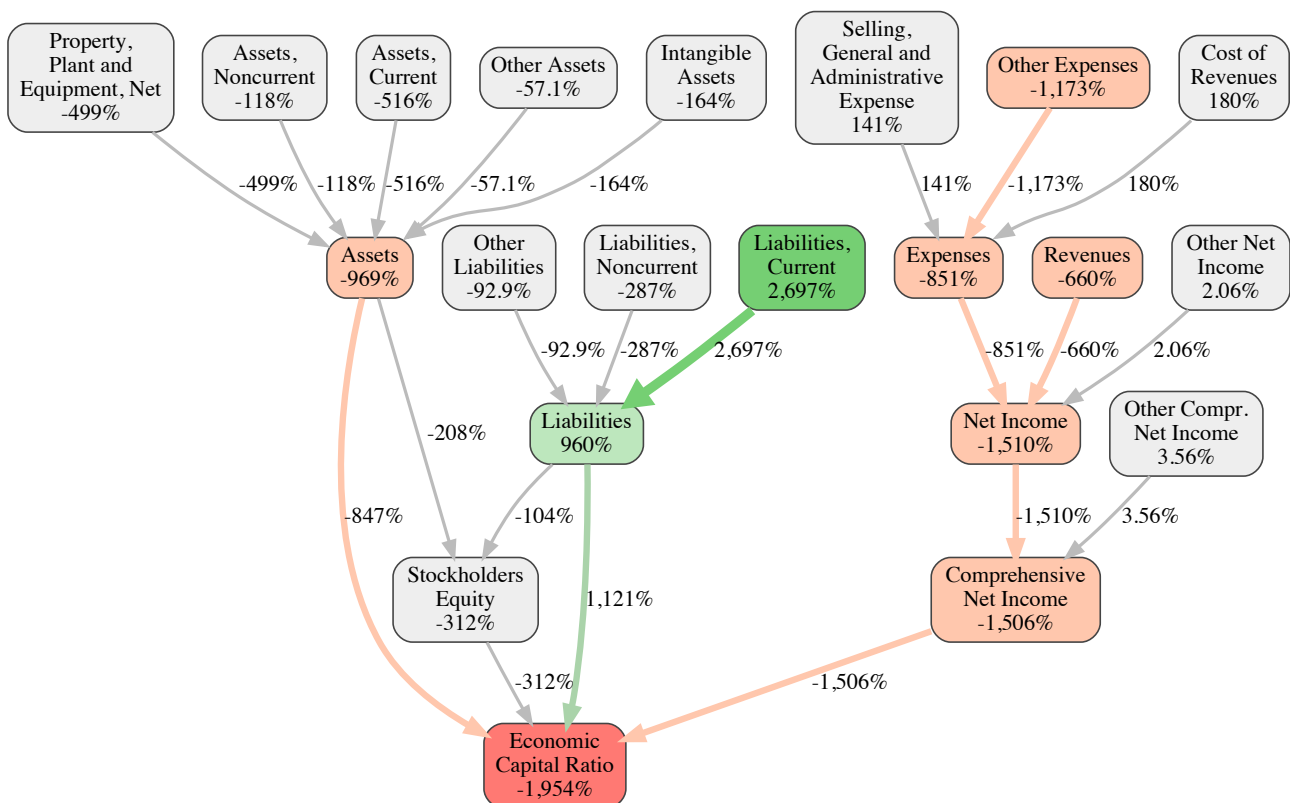 Property,
Plant and
Equipment, Net
-499%
Assets,
Noncurrent
-118%
Assets,
Current
-516%
Other Assets
-57.1%
Intangible
Assets
-164%
Selling,
General and
Administrative
Expense
141%
Other Expenses
-1,173%
Cost of
Revenues
180%
-499%
-118%
-516%
-57.1%
-164%
141%
-1,173%
180%
Assets
-969%
Other
Liabilities
-92.9%
Liabilities,
Noncurrent
-287%
Liabilities,
Current
2,697%
Expenses
-851%
Revenues
-660%
Other Net
Income
2.06%
-92.9%
-287%
2,697%
-851%
-660%
2.06%
-208%
Liabilities
960%
Net Income
-1,510%
Other Compr.
Net Income
3.56%
-847%
-104%
-1,510%
3.56%
Stockholders
Equity
-312%
1,121%
Comprehensive
Net Income
-1,506%
-312%
-1,506%
Economic
Capital Ratio
-1,954%